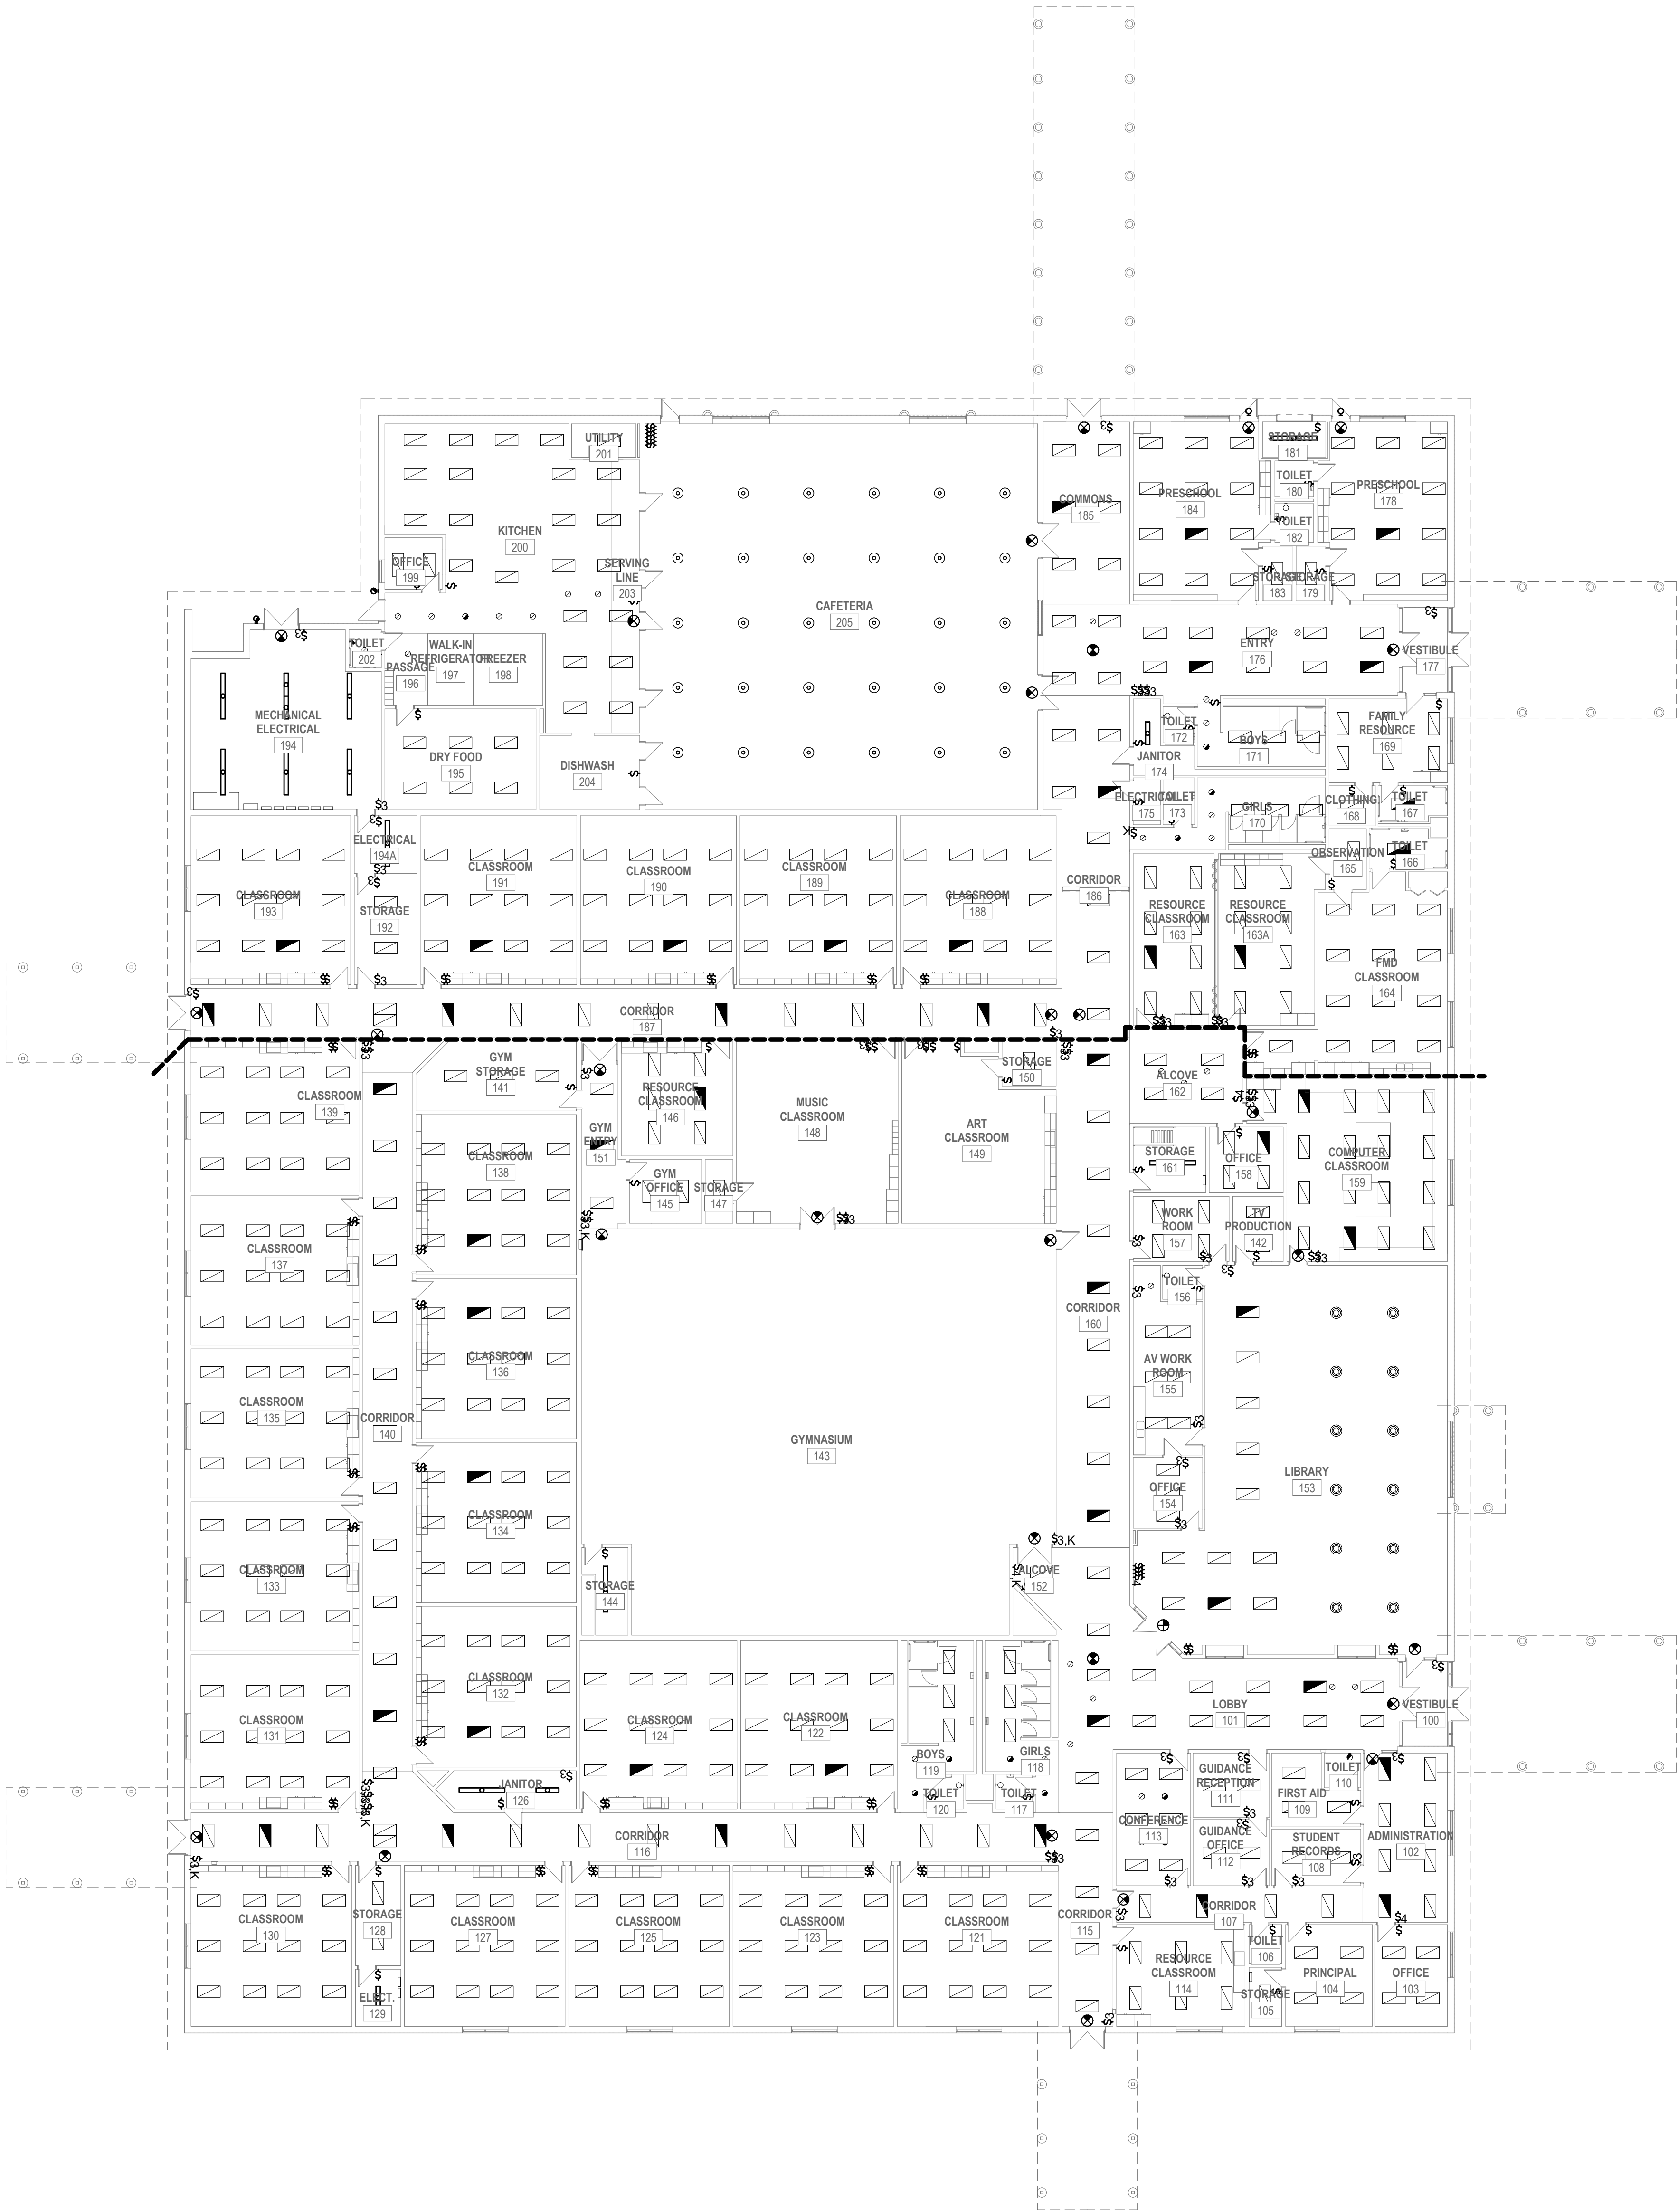 UTILITY
201
STORAGE
181
TOILET
180
PRESCHOOL
178
COMMONS
185
PRESCHOOL
184
TOILET
182
KITCHEN
200
OFFICE
199
SERVING
LINE
203
STORAGE
183
STORAGE
179
CAFETERIA
205
TOILET
202
WALK-IN
REFRIGERATOR
197
FREEZER
198
PASSAGE
196
ENTRY
176
VESTIBULE
177
MECHANICAL
ELECTRICAL
194
TOILET
172
BOYS
171
FAMILY
RESOURCE
169
DRY FOOD
195
DISHWASH
204
JANITOR
174
ELECTRICAL
175
TOILET
173
GIRLS
170
CLOTHING
168
TOILET
167
ELECTRICAL
194A
OBSERVATION
165
TOILET
166
CLASSROOM
193
CLASSROOM
191
CLASSROOM
190
CLASSROOM
189
CLASSROOM
188
STORAGE
192
CORRIDOR
186
RESOURCE
CLASSROOM
163
RESOURCE
CLASSROOM
163A
FMD
CLASSROOM
164
CORRIDOR
187
GYM
STORAGE
141
STORAGE
150
ALCOVE
162
CLASSROOM
139
RESOURCE
CLASSROOM
146
MUSIC
CLASSROOM
148
ART
CLASSROOM
149
GYM
ENTRY
151
CLASSROOM
138
GYM
OFFICE
145
STORAGE
147
STORAGE
161
OFFICE
158
COMPUTER
CLASSROOM
159
WORK
ROOM
157
TV
PRODUCTION
142
CLASSROOM
137
TOILET
156
CORRIDOR
160
CLASSROOM
136
AV WORK
ROOM
155
CLASSROOM
135
CORRIDOR
140
GYMNASIUM
143
LIBRARY
153
OFFICE
154
CLASSROOM
134
CLASSROOM
133
STORAGE
144
ALCOVE
152
CLASSROOM
132
CLASSROOM
131
CLASSROOM
124
CLASSROOM
122
LOBBY
101
VESTIBULE
100
BOYS
119
GIRLS
118
JANITOR
126
TOILET
120
TOILET
117
GUIDANCE
RECEPTION
111
TOILET
110
FIRST AID
109
CONFERENCE
113
CORRIDOR
116
GUIDANCE
OFFICE
112
STUDENT
RECORDS
108
ADMINISTRATION
102
CLASSROOM
130
STORAGE
128
CLASSROOM
127
CLASSROOM
125
CLASSROOM
123
CLASSROOM
121
CORRIDOR
115
CORRIDOR
107
TOILET
106
RESOURCE
CLASSROOM
114
STORAGE
105
PRINCIPAL
104
OFFICE
103
ELECT.
129